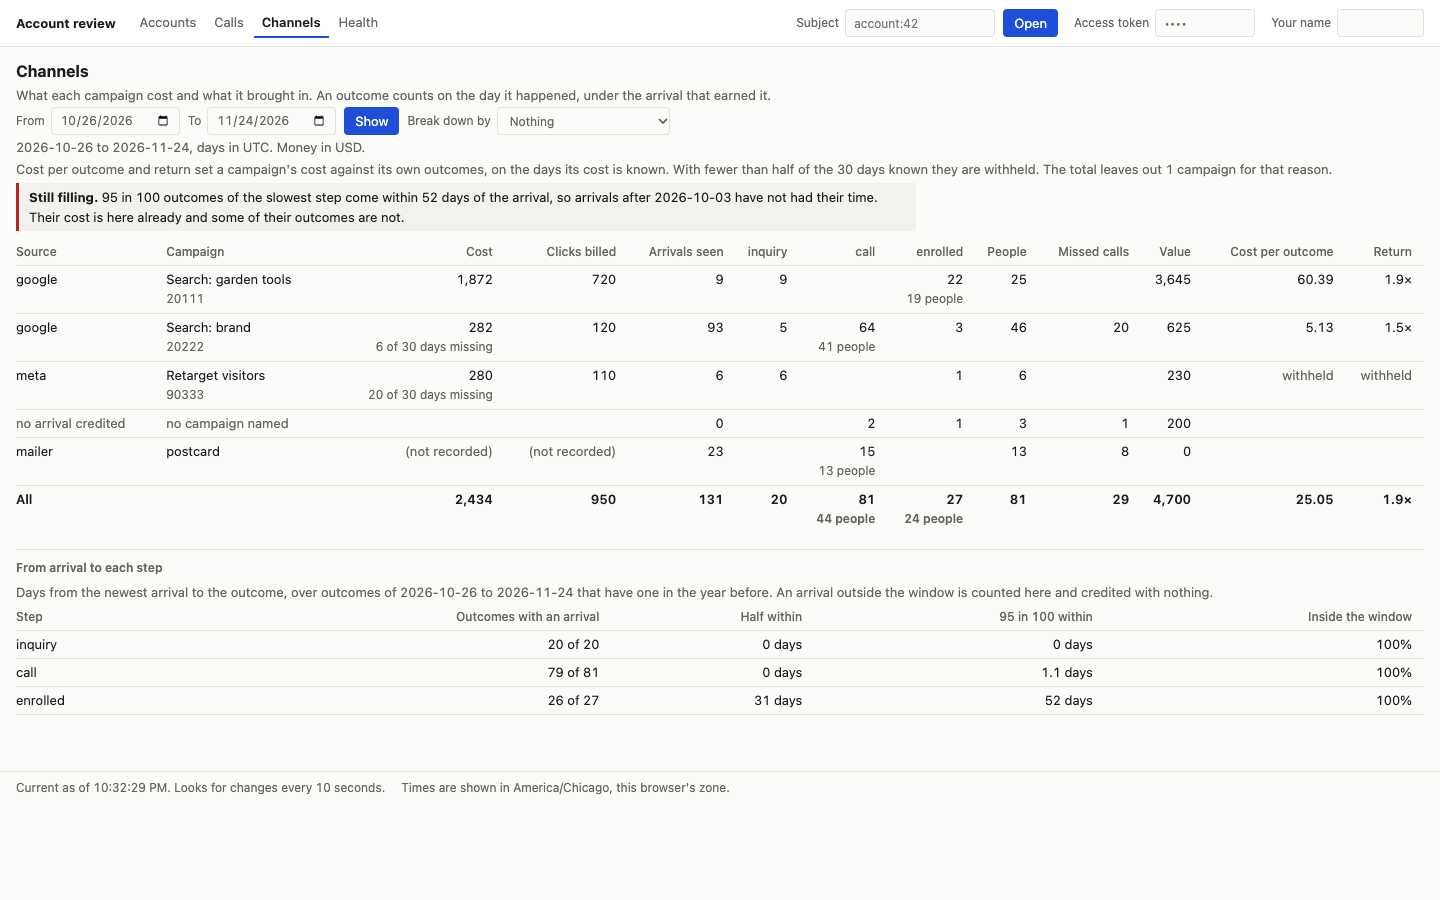 Account review Accounts Calls Channels Health Subject account:42 Open Access token •••• Your name
Channels
What each campaign cost and what it brought in. An outcome counts on the day it happened, under the arrival that earned it.
From 10/26/2026 To 11/24/2026 Show Break down by Nothing
2026-10-26 to 2026-11-24, days in UTC. Money in USD.
Cost per outcome and return set a campaign's cost against its own outcomes, on the days its cost is known. With fewer than half of the 30 days known they are withheld. The total leaves out 1 campaign for that reason.
Still filling. 95 in 100 outcomes of the slowest step come within 52 days of the arrival, so arrivals after 2026-10-03 have not had their time.
Their cost is here already and some of their outcomes are not.
Source Campaign Cost Clicks billed Arrivals seen inquiry call enrolled People Missed calls Value Cost per outcome Return
google Search: garden tools 1,872 720 9 9 22 25 3,645 60.39 1.9×
20111 19 people
google Search: brand 282 120 93 5 64 3 46 20 625 5.13 1.5×
20222 6 of 30 days missing 41 people
meta Retarget visitors 280 110 6 6 1 6 230 withheld withheld
90333 20 of 30 days missing
no arrival credited no campaign named 0 2 1 3 1 200
mailer postcard (not recorded) (not recorded) 23 15 13 8 0
13 people
All 2,434 950 131 20 81 27 81 29 4,700 25.05 1.9×
44 people 24 people
From arrival to each step
Days from the newest arrival to the outcome, over outcomes of 2026-10-26 to 2026-11-24 that have one in the year before. An arrival outside the window is counted here and credited with nothing.
Step Outcomes with an arrival Half within 95 in 100 within Inside the window
inquiry 20 of 20 0 days 0 days 100%
call 79 of 81 0 days 1.1 days 100%
enrolled 26 of 27 31 days 52 days 100%
Current as of 10:32:29 PM. Looks for changes every 10 seconds. Times are shown in America/Chicago, this browser's zone.